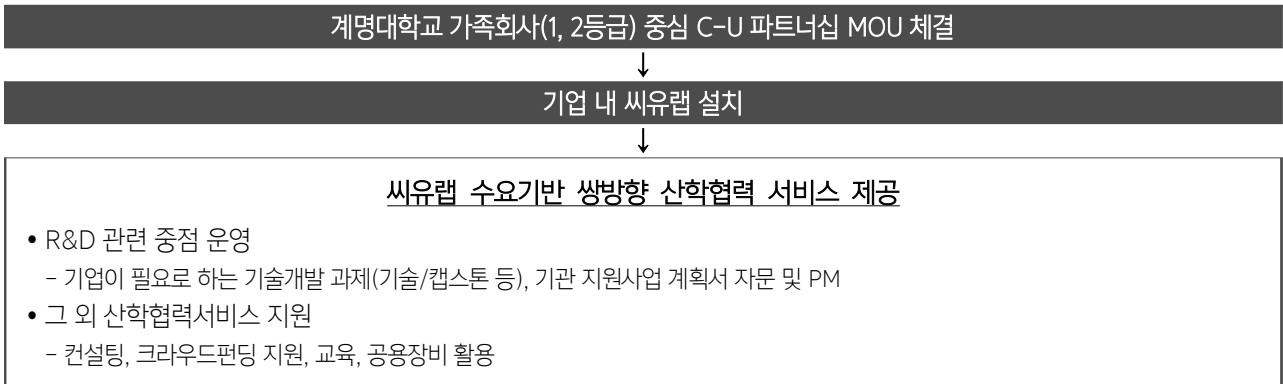 계명대학교 가족회사(1, 2등급) 중심 C-U 파트너십 MOU 체결
↓
기업 내 씨유랩 설치
↓
씨유랩 수요기반 쌍방향 산학협력 서비스 제공
• R&D 관련 중점 운영
- 기업이 필요로 하는 기술개발 과제(기술/캡스톤 등), 기관 지원사업 계획서 자문 및 PM
• 그 외 산학협력서비스 지원
- 컨설팅, 크라우드펀딩 지원, 교육, 공용장비 활용